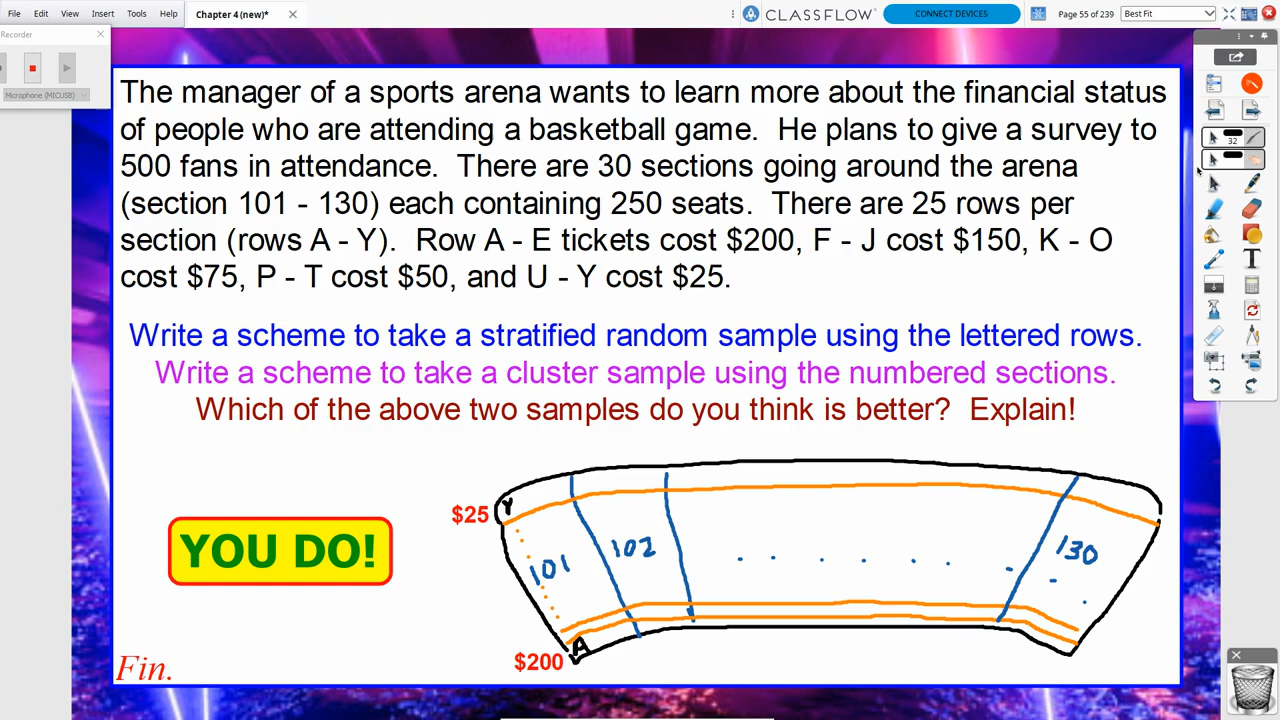 File Edit View Insert Tools Help
Chapter 4 (new)*
CLASSFLOW
CONNECT DEVICES
Page 55 of 239
Best Fit
Recorder
Microphone (MICUSB)
32
T
The manager of a sports arena wants to learn more about the financial status
of people who are attending a basketball game. He plans to give a survey to
500 fans in attendance. There are 30 sections going around the arena
(section 101 - 130) each containing 250 seats. There are 25 rows per
section (rows A - Y). Row A - E tickets cost $200, F - J cost $150, K - O
cost $75, P - T cost $50, and U - Y cost $25.
Write a scheme to take a stratified random sample using the lettered rows.
Write a scheme to take a cluster sample using the numbered sections.
Which of the above two samples do you think is better? Explain!
$25 Y
YOU DO!
101 102 130
A
$200
Fin.